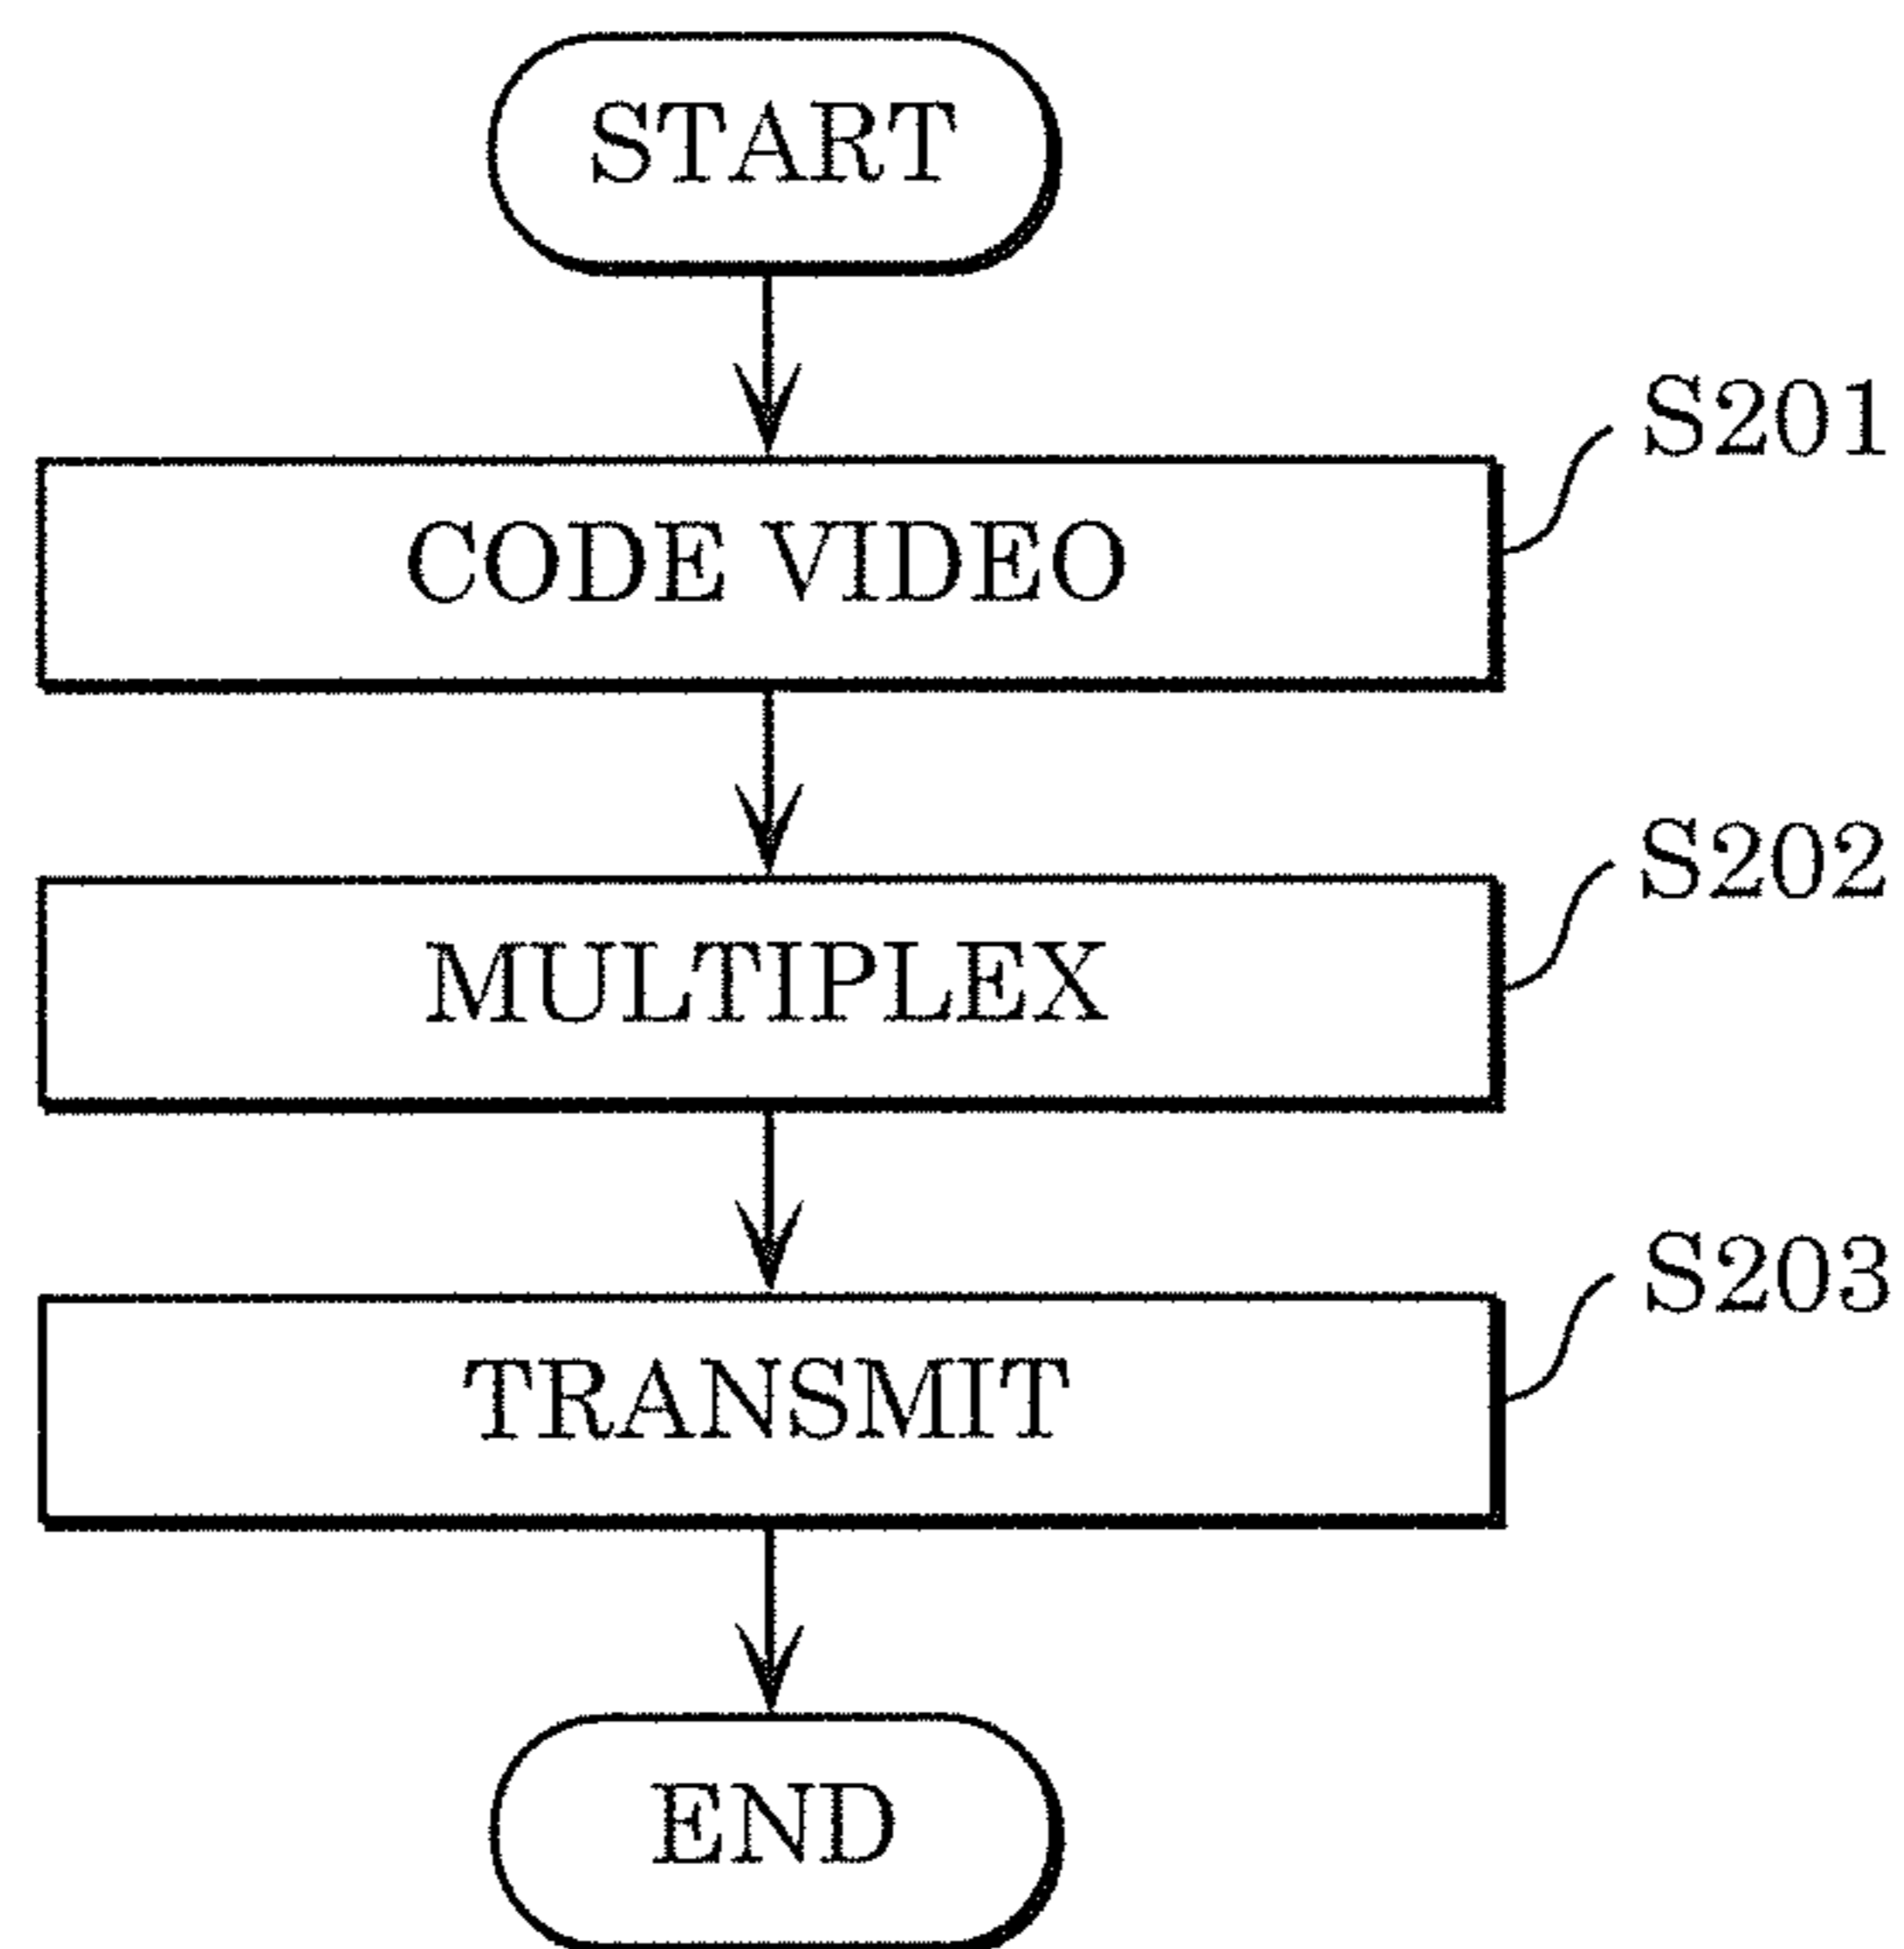 START
S201
CODE VIDEO
S202
MULTIPLEX
S203
TRANSMIT
END